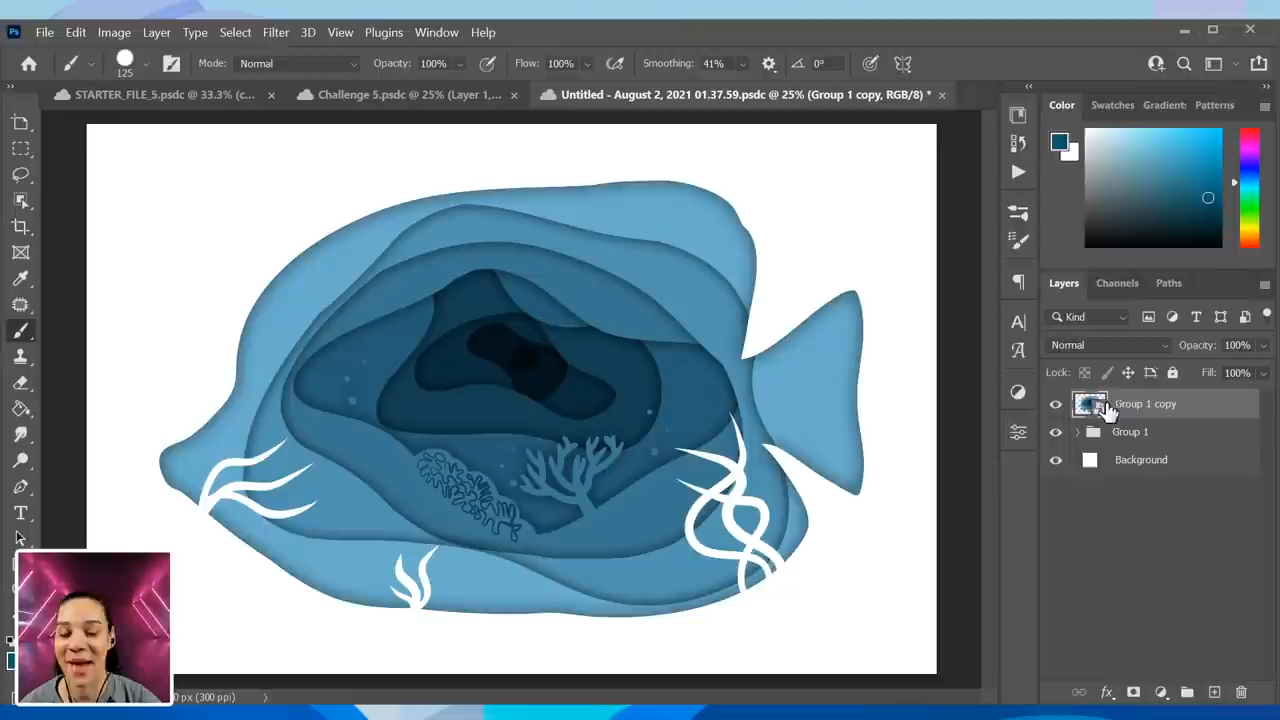 Ps File Edit Image Layer Type Select Filter 3D View Plugins Window Help
125 Mode: Normal Opacity: 100% Flow: 100% Smoothing: 41% 0°
STARTER_FILE_5.psdc @ 33.3% (c... × Challenge 5.psdc @ 25% (Layer 1,... × Untitled - August 2, 2021 01.37.59.psdc @ 25% (Group 1 copy, RGB/8) * ×
Color Swatches Gradient: Patterns
Layers Channels Paths
Kind
Normal Opacity: 100%
Lock: Fill: 100%
Group 1 copy
Group 1
Background
px (300 ppi)
fx